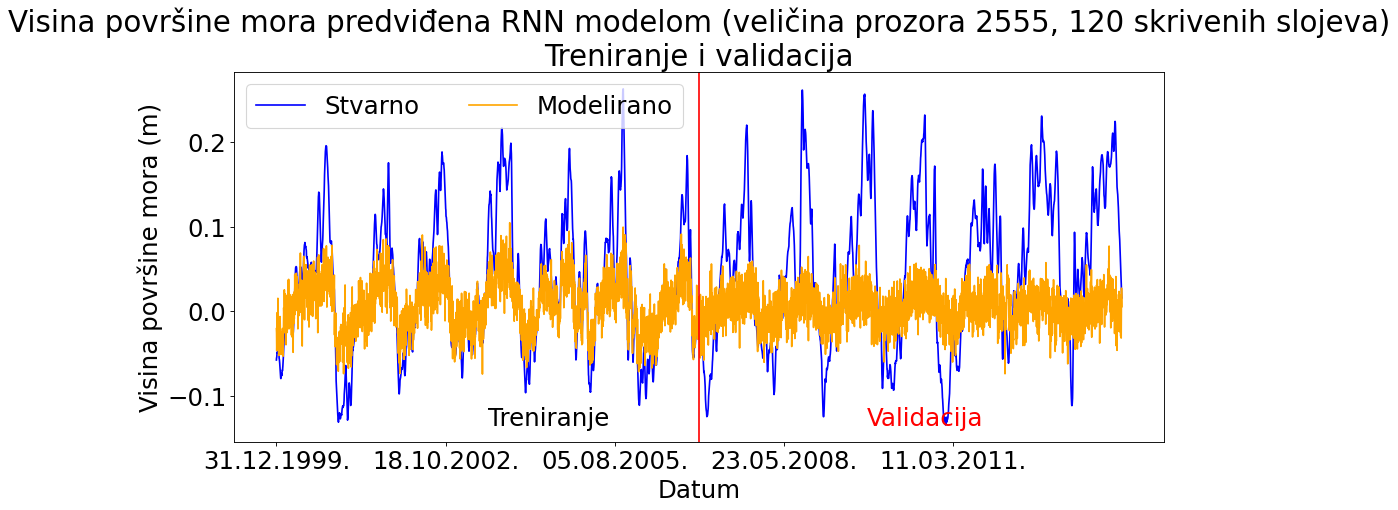 Visina površine mora predviđena RNN modelom (veličina prozora 2555, 120 skrivenih slojeva)
Treniranje i validacija
Stvarno Modelirano
Visina površine mora (m)
0.2
0.1
0.0
−0.1
Treniranje Validacija
31.12.1999. 18.10.2002. 05.08.2005. 23.05.2008. 11.03.2011.
Datum